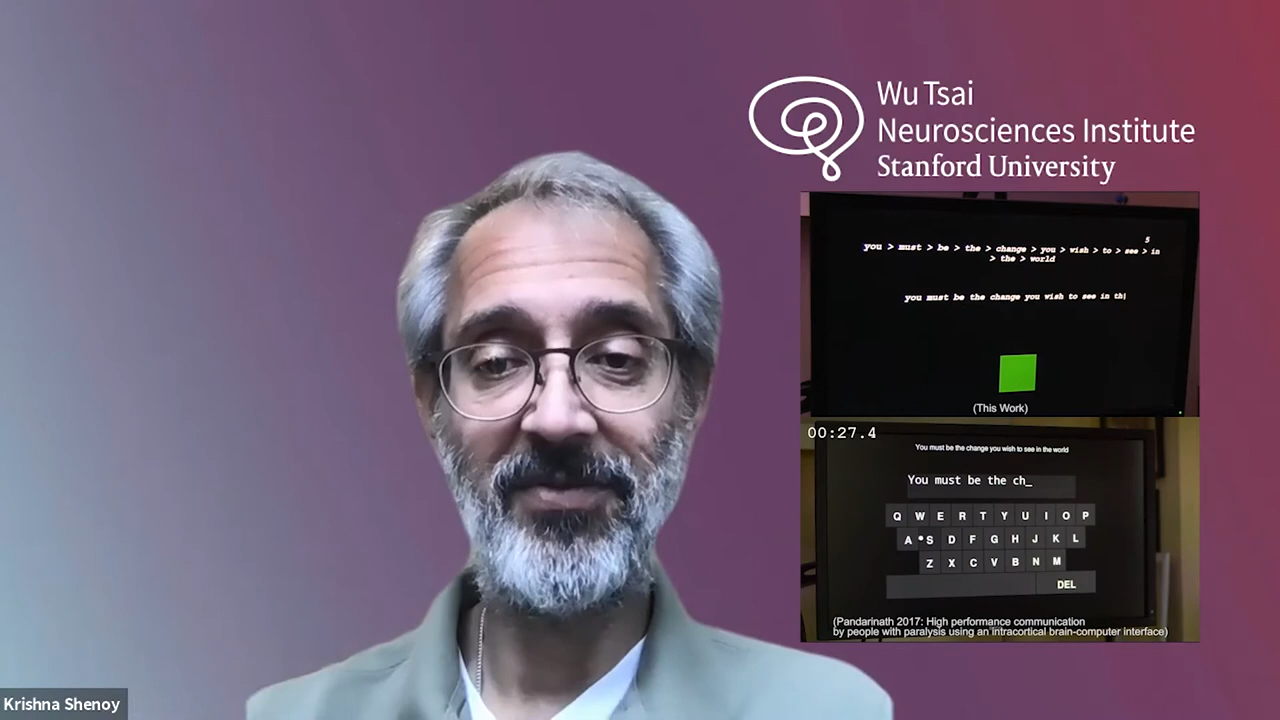 Wu Tsai
Neurosciences Institute
Stanford University
5
you > must > be > the > change > you > wish > to > see > in
> the > world
you must be the change you wish to see in th|
(This Work)
00:27.4
You must be the change you wish to see in the world
You must be the ch_
Q W E R T Y U I O P
A S D F G H J K L
Z X C V B N M
DEL
(Pandarinath 2017: High performance communication
by people with paralysis using an intracortical brain-computer interface)
Krishna Shenoy